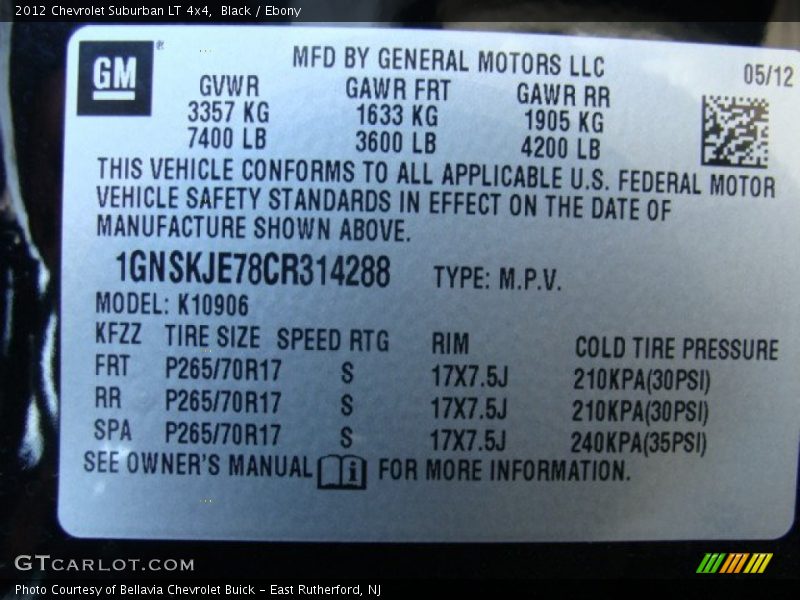 2012 Chevrolet Suburban LT 4x4,  Black / Ebony
GM®
MFD BY GENERAL MOTORS LLC
05/12
GVWR GAWR FRT GAWR RR
3357 KG 1633 KG 1905 KG
7400 LB 3600 LB 4200 LB
THIS VEHICLE CONFORMS TO ALL APPLICABLE U.S. FEDERAL MOTOR
VEHICLE SAFETY STANDARDS IN EFFECT ON THE DATE OF
MANUFACTURE SHOWN ABOVE.
1GNSKJE78CR314288 TYPE: M.P.V.
MODEL: K10906
KFZZ TIRE SIZE SPEED RTG RIM COLD TIRE PRESSURE
FRT P265/70R17 S 17X7.5J 210KPA(30PSI)
RR P265/70R17 S 17X7.5J 210KPA(30PSI)
SPA P265/70R17 S 17X7.5J 240KPA(35PSI)
SEE OWNER'S MANUAL i FOR MORE INFORMATION.
GTCARLOT.COM
Photo Courtesy of Bellavia Chevrolet Buick – East Rutherford, NJ